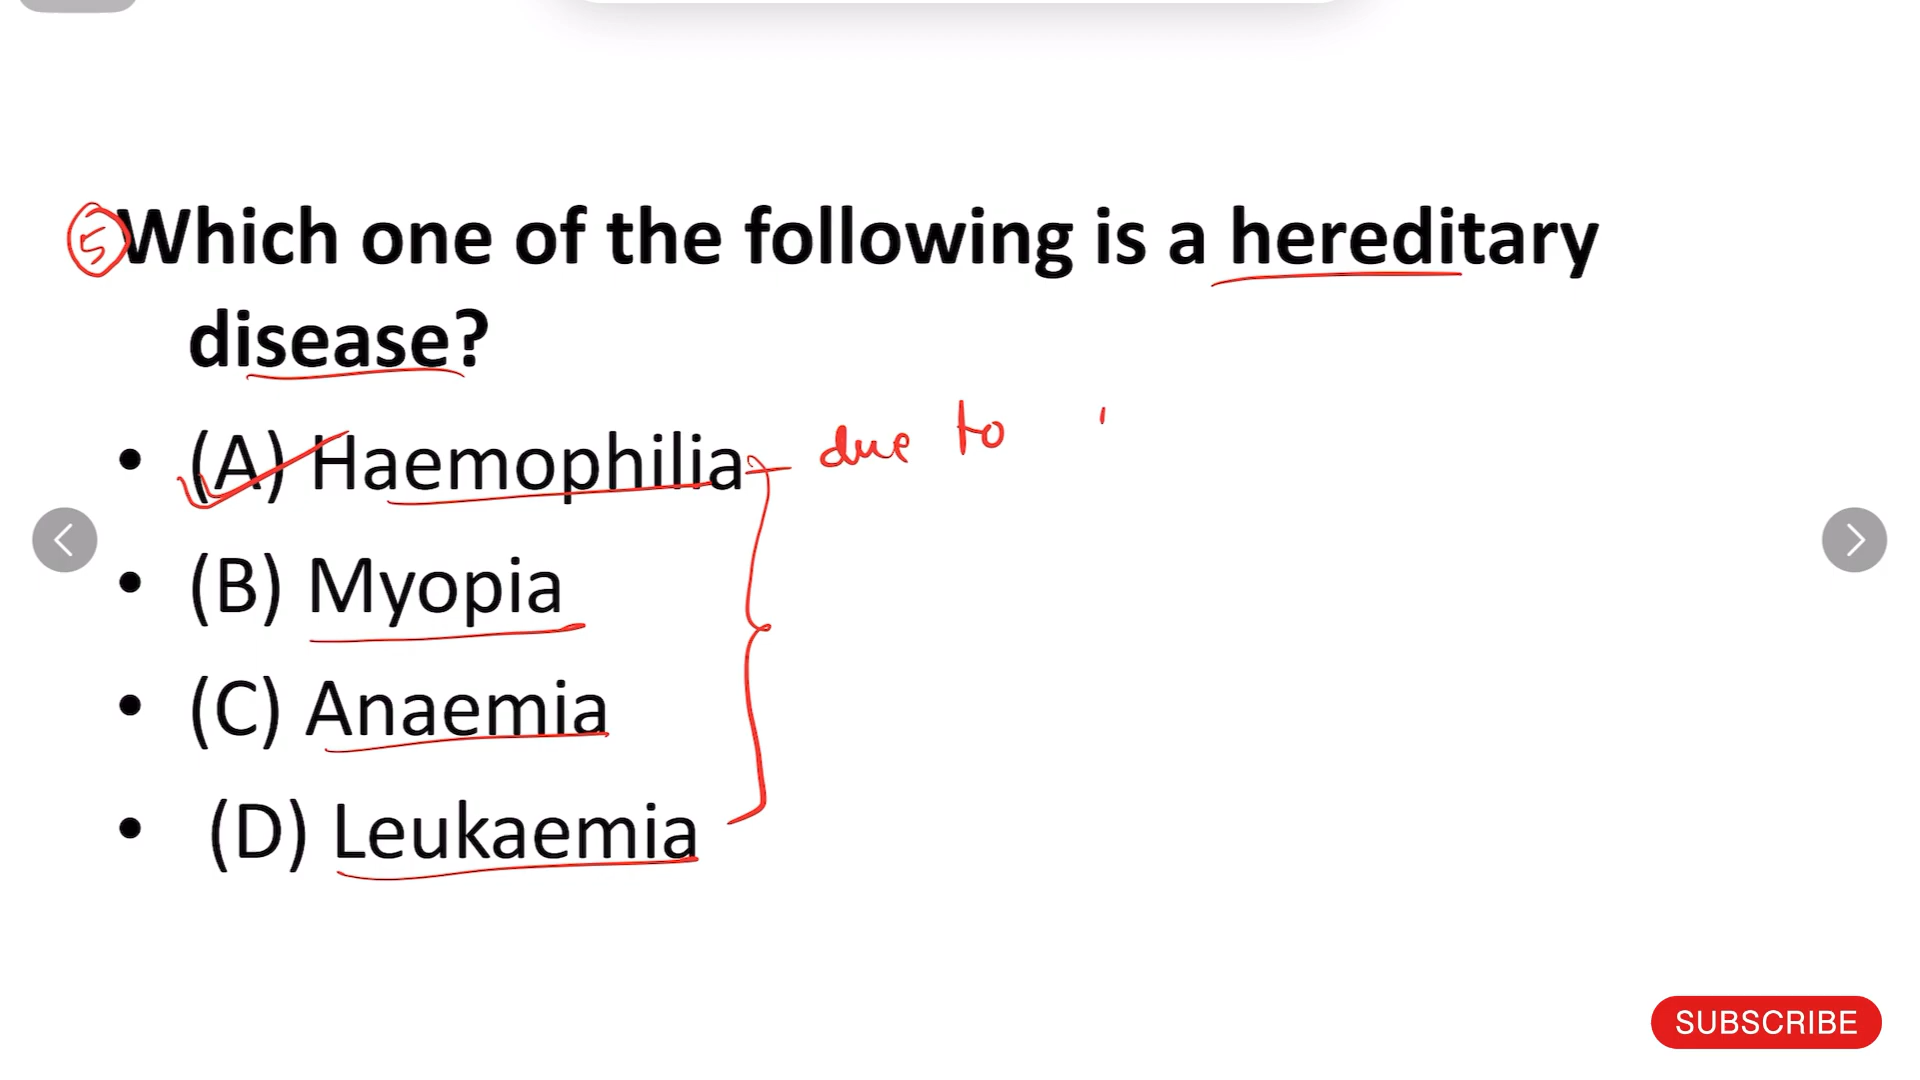 5 Which one of the following is a hereditary
disease?
• (A) Haemophilia due to
• (B) Myopia
• (C) Anaemia
• (D) Leukaemia
SUBSCRIBE